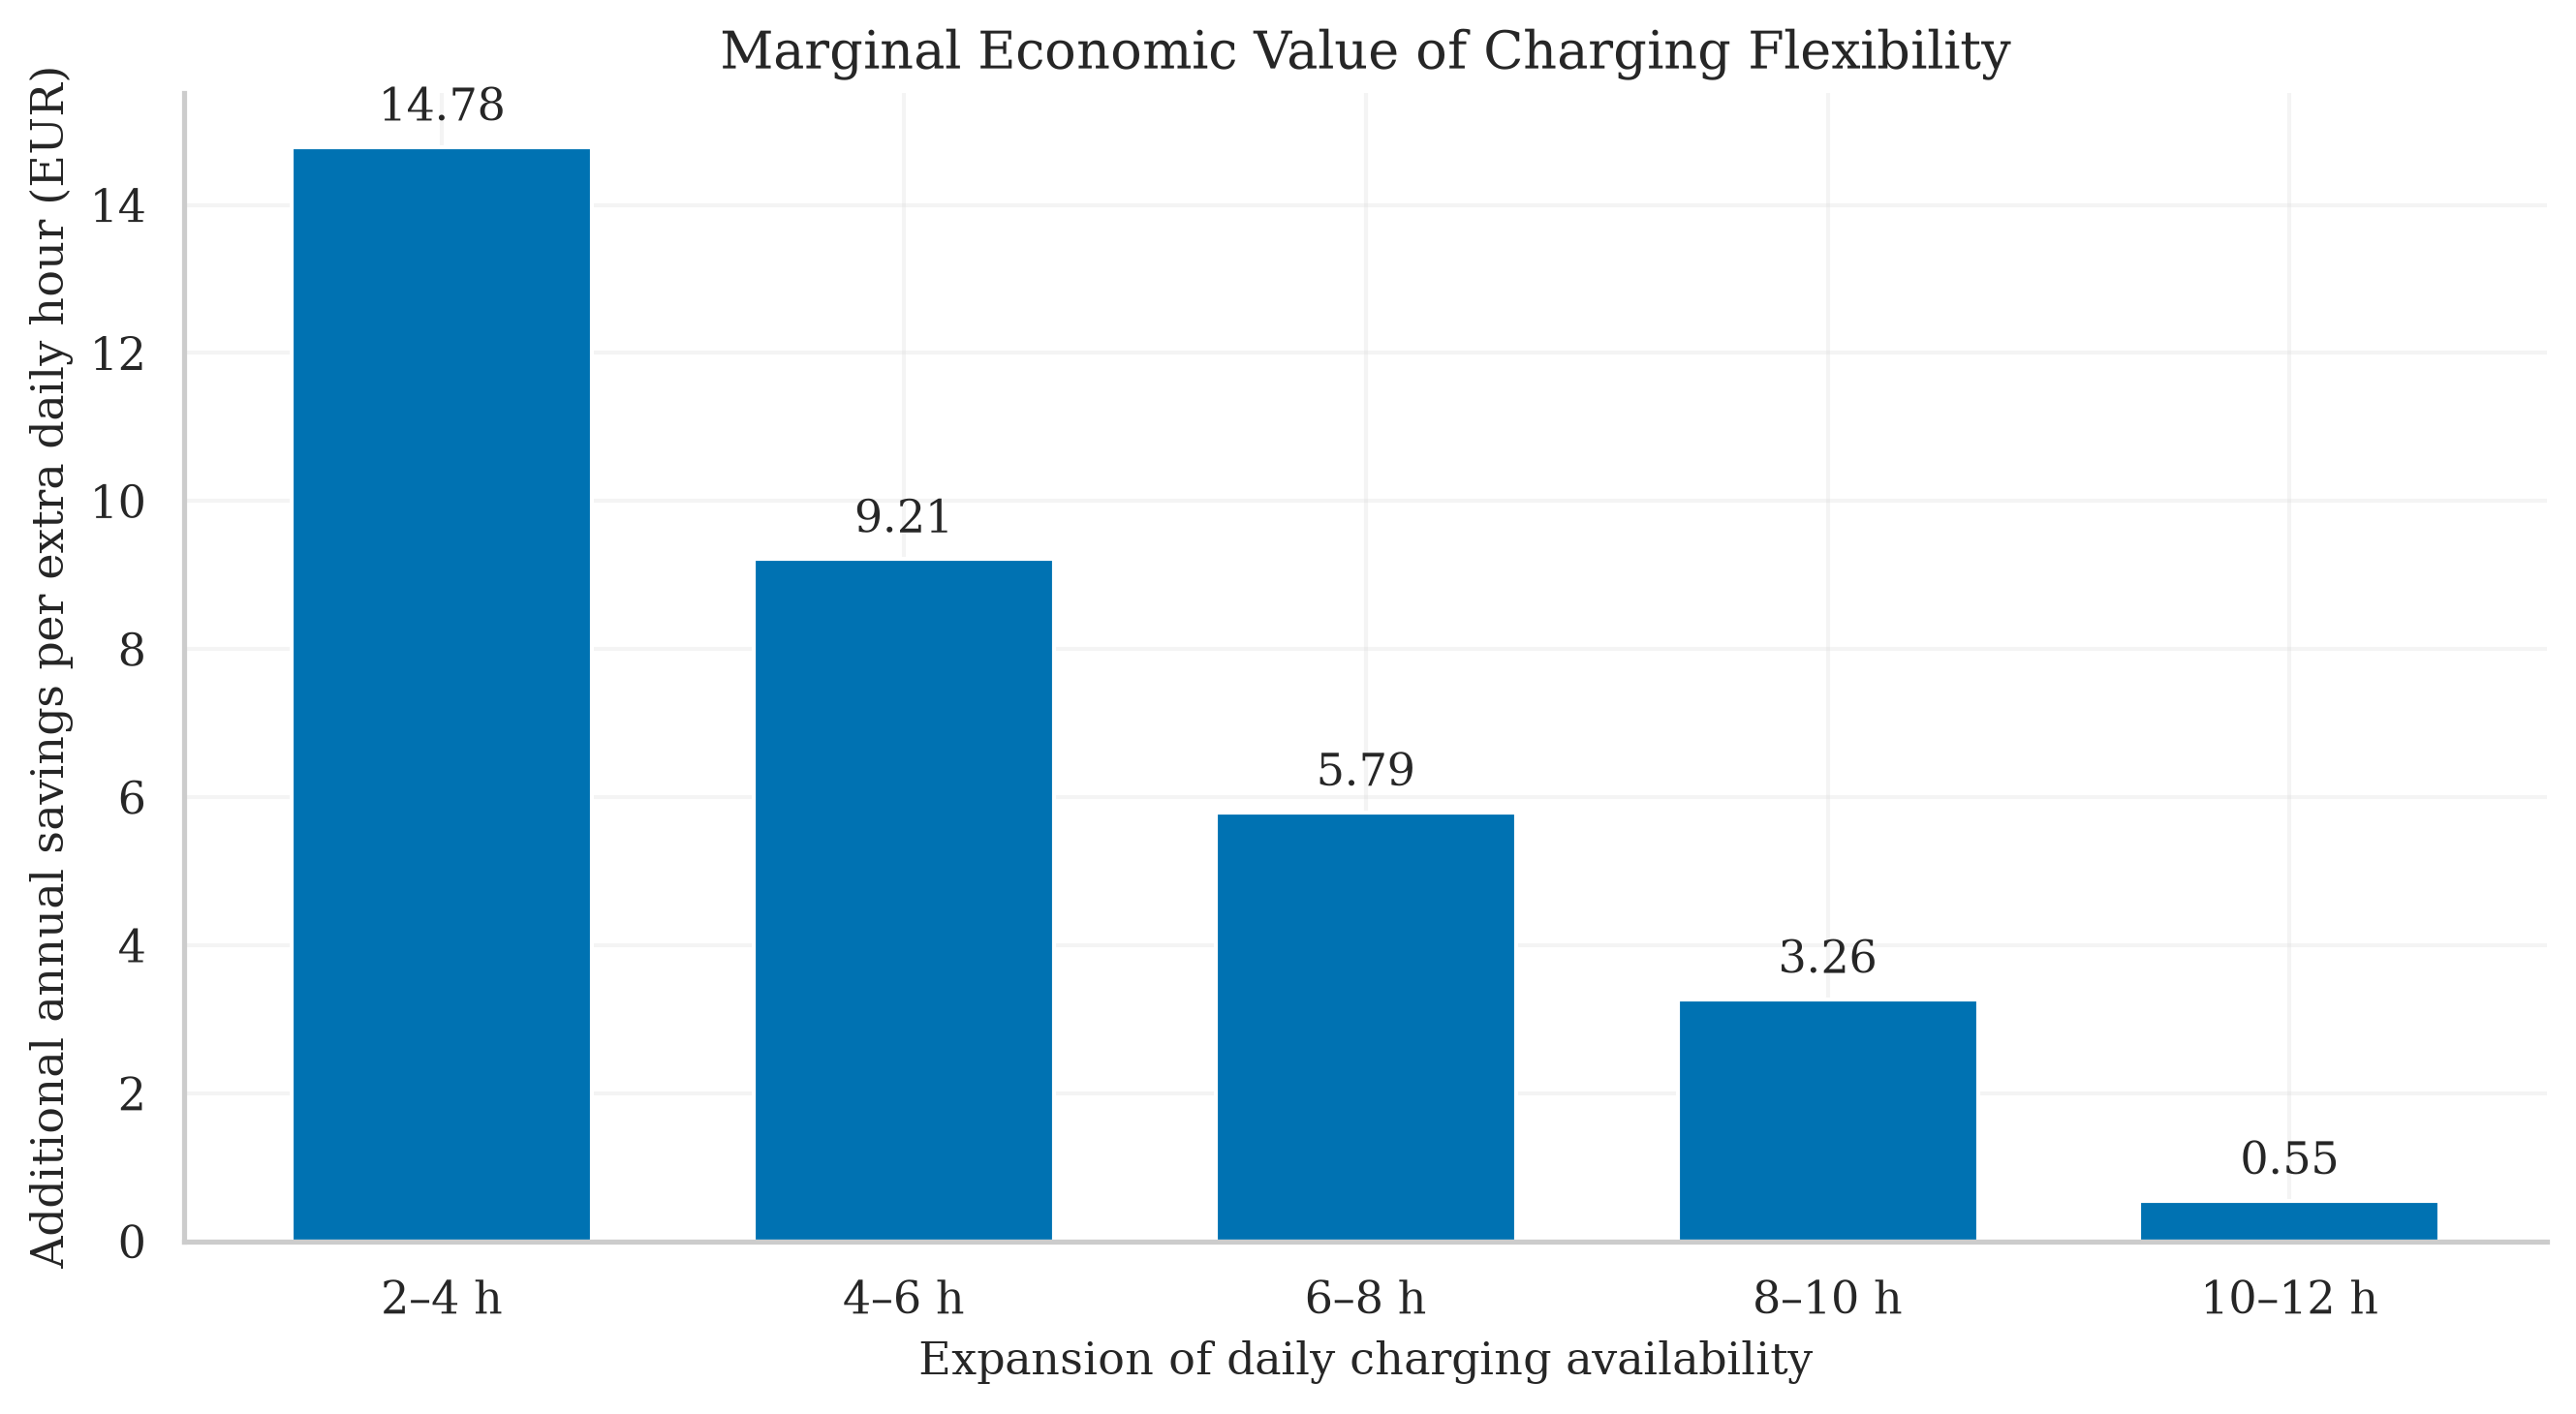 Marginal Economic Value of Charging Flexibility
Additional annual savings per extra daily hour (EUR)
14
12
10
8
6
4
2
0
14.78
9.21
5.79
3.26
0.55
2–4 h
4–6 h
6–8 h
8–10 h
10–12 h
Expansion of daily charging availability